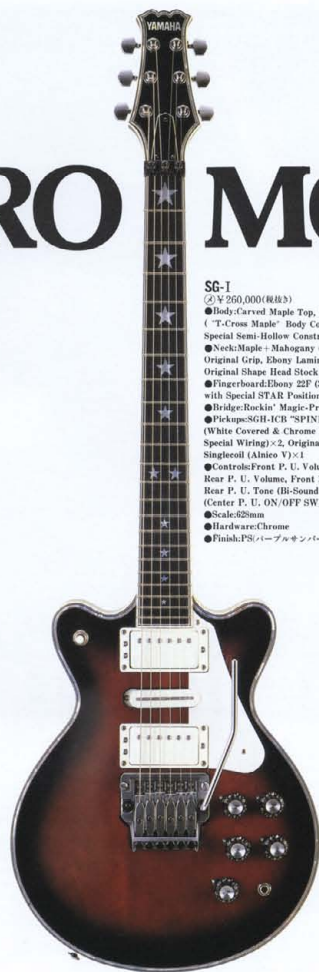 YAMAHA
RO MO
SG-I
¥260,000(税抜き)
●Body:Carved Maple Top,
( "T-Cross Maple" Body Co
Special Semi-Hollow Constr
●Neck:Maple+Mahogany
Original Grip, Ebony Lamin
Original Shape Head Stock
●Fingerboard:Ebony 22F
with Special STAR Position
●Bridge:Rockin' Magic-Pr
●Pickups:SGH-ICB "SPIN
(White Covered & Chrome
Special Wiring)×2, Origina
Singlecoil (Alnico V)×1
●Controls:Front P. U. Volu
Rear P. U. Volume, Front
Rear P. U. Tone (Bi-Sound
(Center P. U. ON/OFF SW
●Scale:628mm
●Hardware:Chrome
●Finish:PS(パープルサンバー